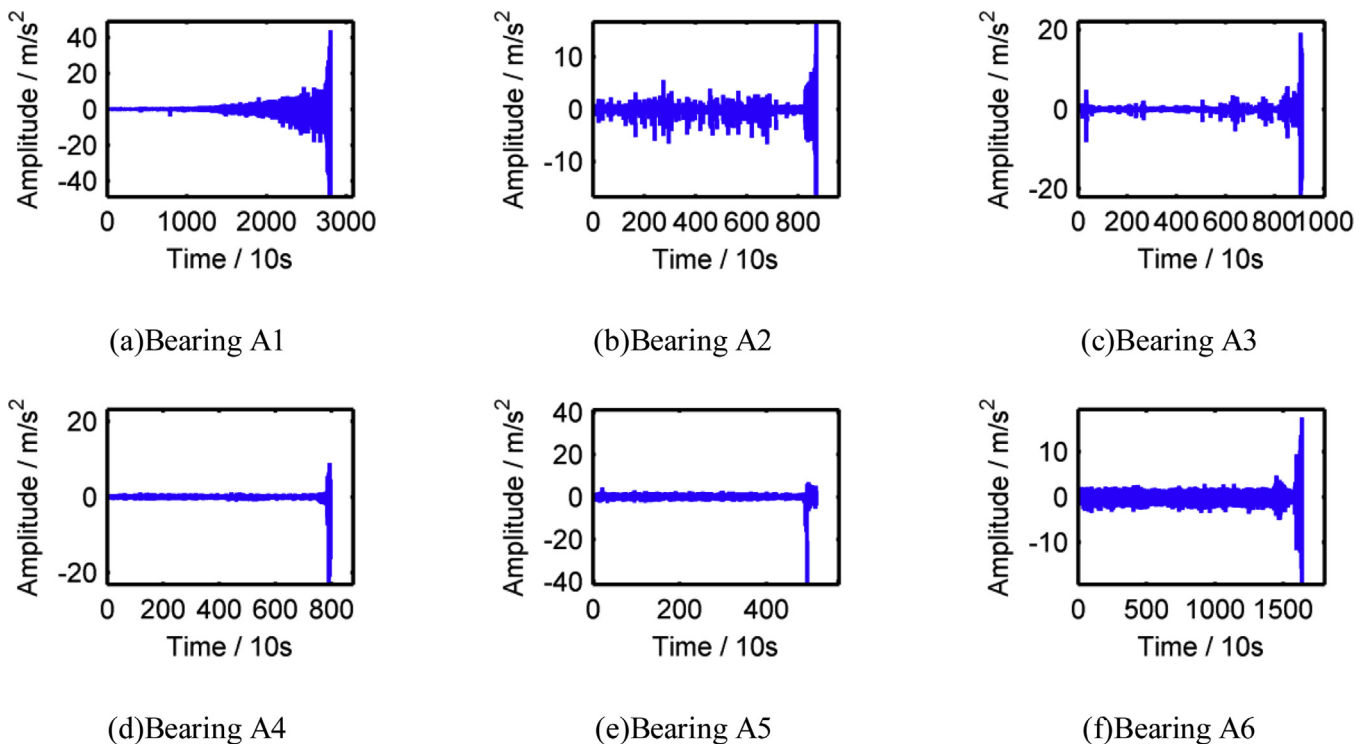 Amplitude / m/s²
40
20
0
-20
-40
0 1000 2000 3000
Time / 10s
(a)Bearing A1
Amplitude / m/s²
10
0
-10
0 200 400 600 800
Time / 10s
(b)Bearing A2
Amplitude / m/s²
20
0
-20
0 200 400 600 800 1000
Time / 10s
(c)Bearing A3
Amplitude / m/s²
20
0
-20
0 200 400 600 800
Time / 10s
(d)Bearing A4
Amplitude / m/s²
40
20
0
-20
-40
0 200 400
Time / 10s
(e)Bearing A5
Amplitude / m/s²
10
0
-10
0 500 1000 1500
Time / 10s
(f)Bearing A6